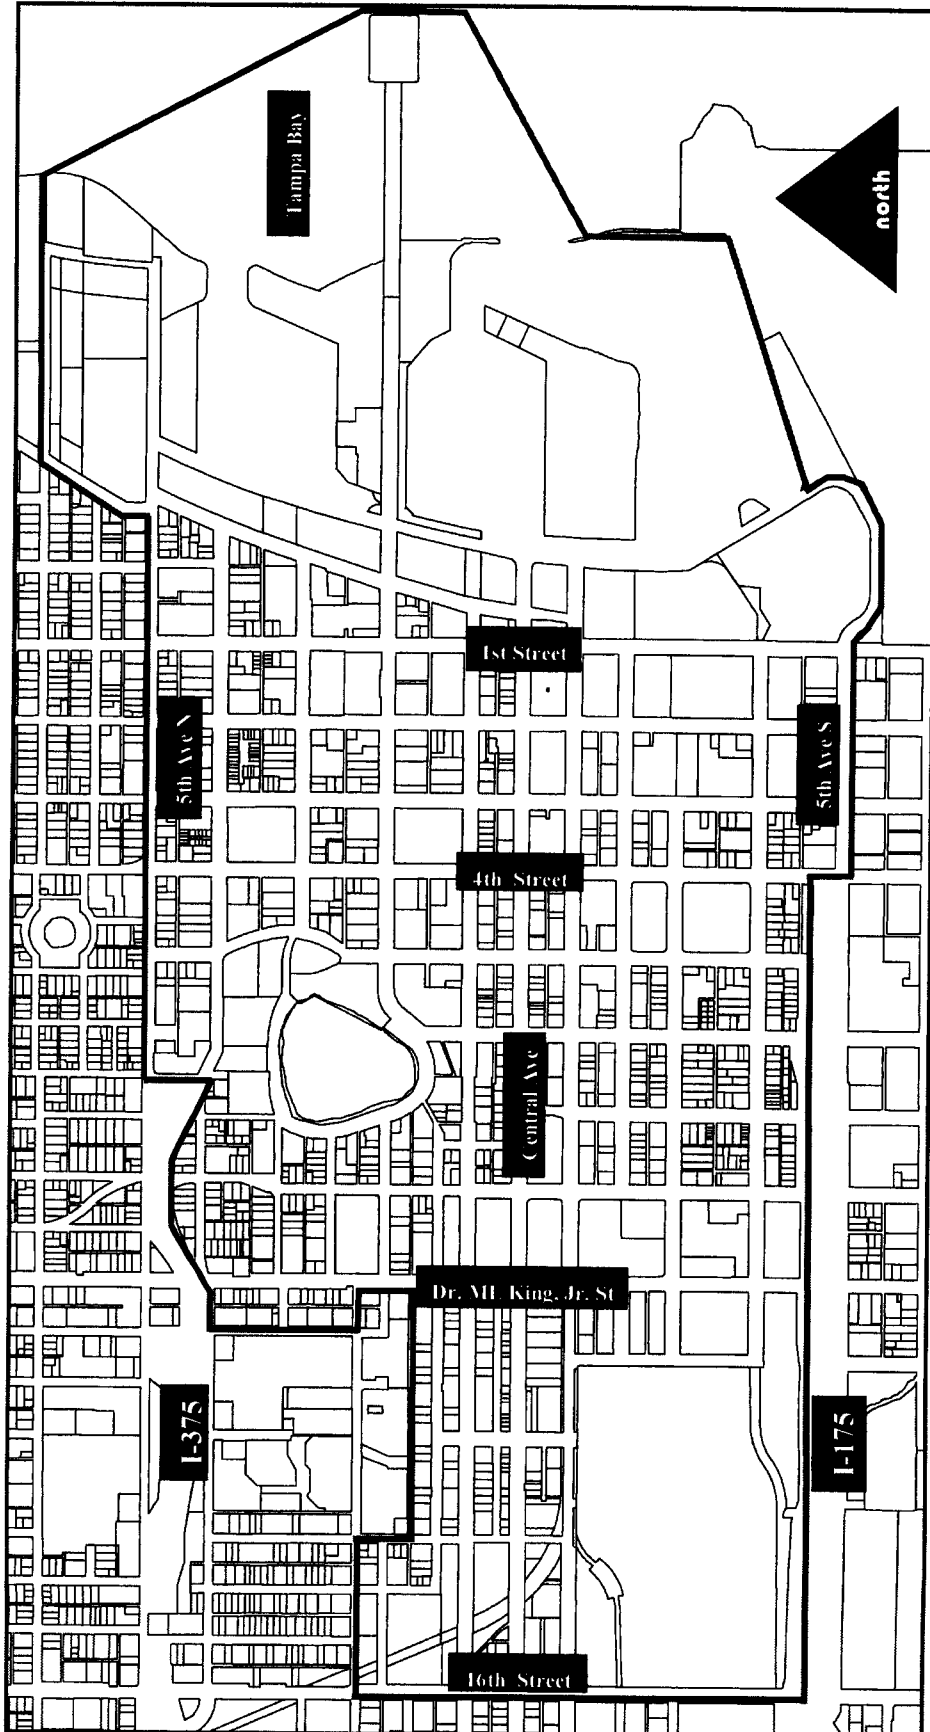 Tampa Bay
north
1st Street
5th Ave N
5th Ave S
4th Street
Central Ave
Dr. ML King, Jr. St
I-375
I-175
16th Street